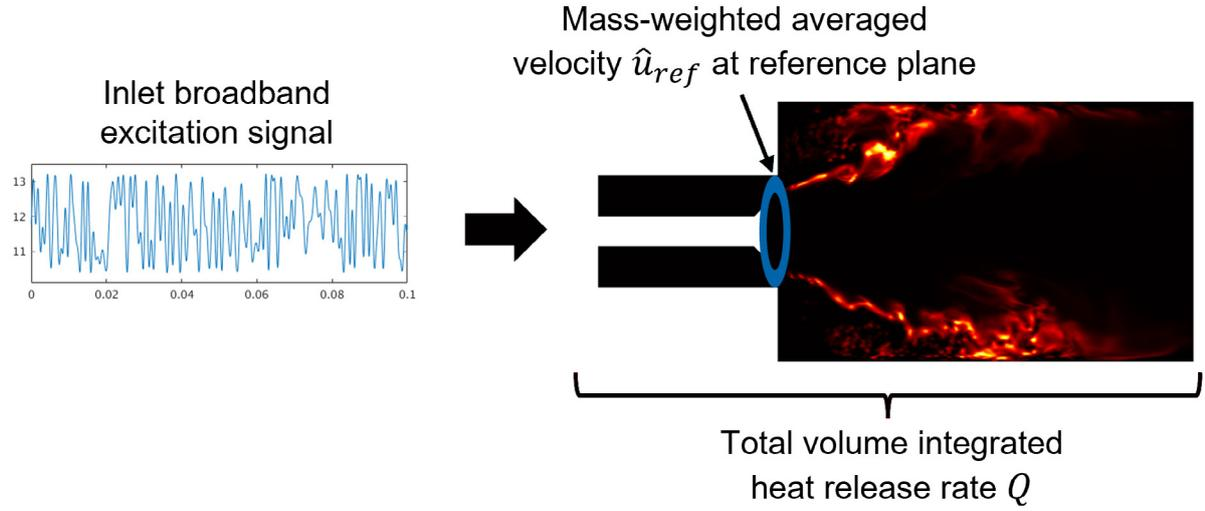 Mass-weighted averaged
velocity û_ref at reference plane
Inlet broadband
excitation signal
13
12
11
0 0.02 0.04 0.06 0.08 0.1
Total volume integrated
heat release rate Q